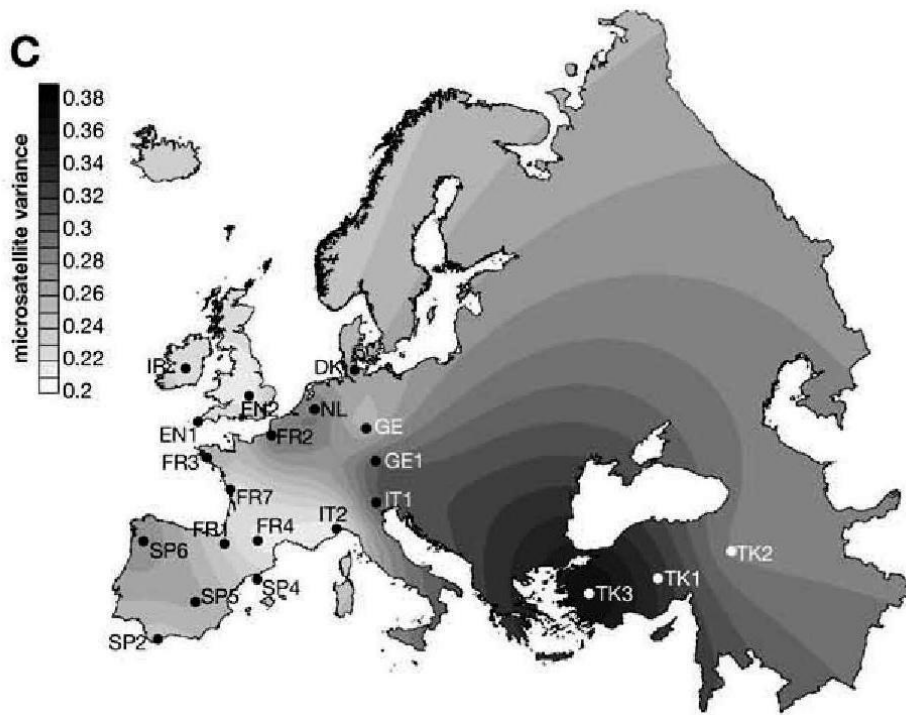 C
microsatellite variance
0.38
0.36
0.34
0.32
0.3
0.28
0.26
0.24
0.22
0.2
IR
EN2
EN1
DK
NL
GE
FR2
FR3
GE1
FR7
IT1
IT2
FR4
SP6
SP5
SP4
SP2
TK2
TK1
TK3